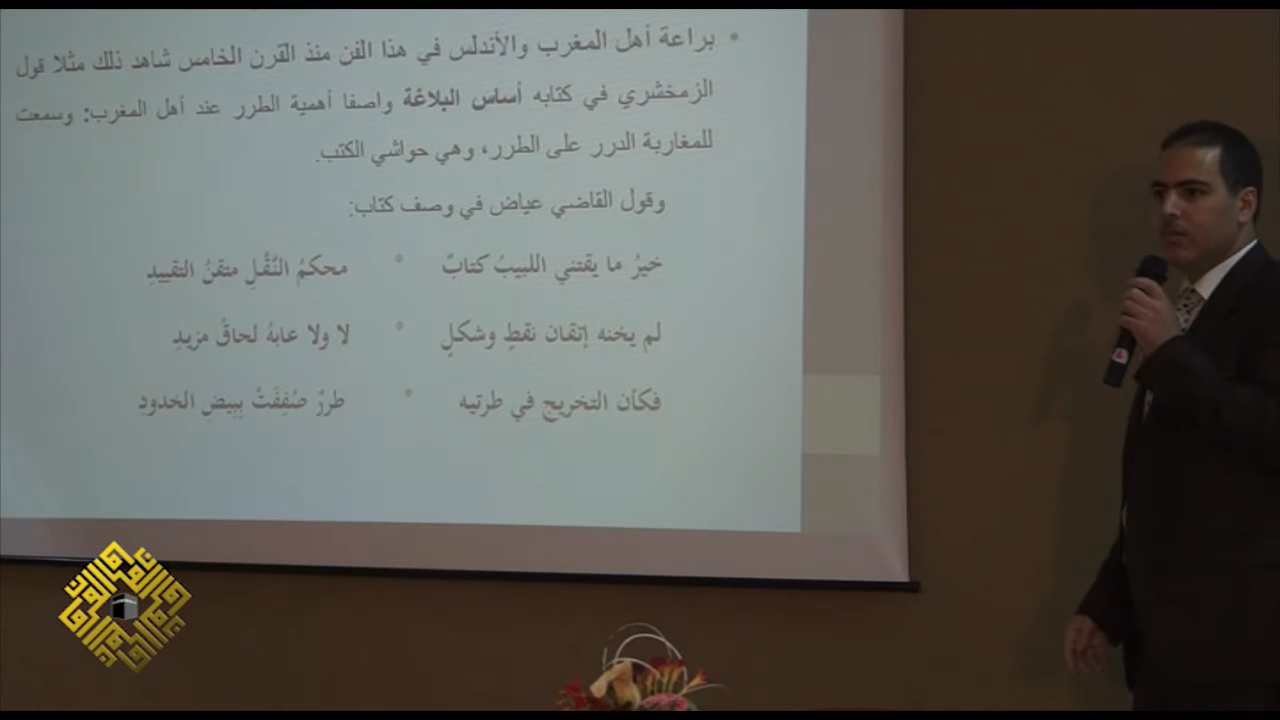 • براعة أهل المغرب والأندلس في هذا الفن منذ القرن الخامس شاهد ذلك مثلا قول
الزمخشري في كتابه أساس البلاغة واصفا أهمية الطرر عند أهل المغرب: وسمعت
للمغاربة الدرر على الطرر، وهي حواشي الكتب.
وقول القاضي عياض في وصف كتاب:
خيرُ ما يقتني اللبيبُ كتابٌ * محكمُ النَّقْلِ متقنُ التقييدِ
لم يخنه إتقان نقطٍ وشكلٍ * لا ولا عابهُ لحاقُ مزيدِ
فكأن التخريج في طرتيه * طررٌ صُفِفَتْ بِبِيضِ الخدودِ